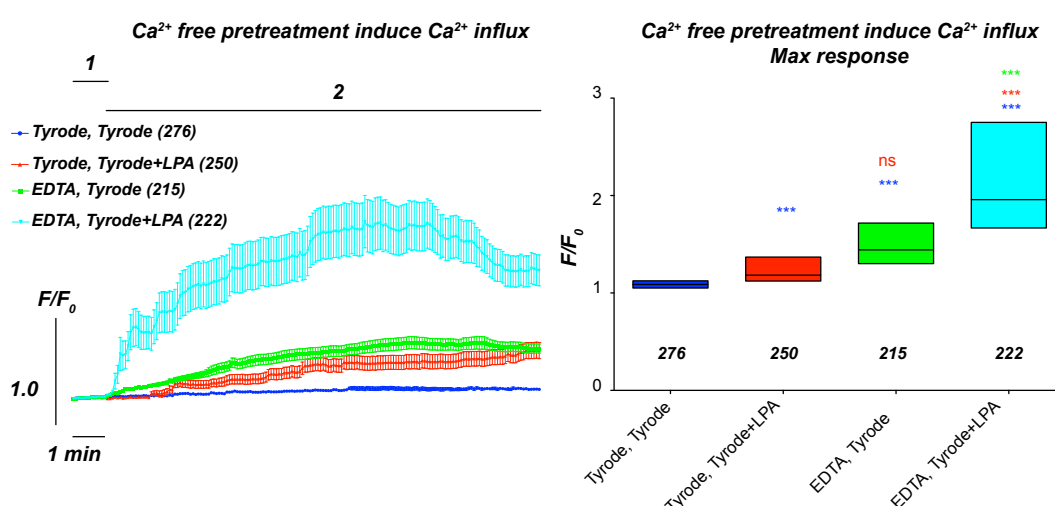 Ca²⁺ free pretreatment induce Ca²⁺ influx
1
2
Tyrode, Tyrode (276)
Tyrode, Tyrode+LPA (250)
EDTA, Tyrode (215)
EDTA, Tyrode+LPA (222)
F/F₀
1.0
1 min
Ca²⁺ free pretreatment induce Ca²⁺ influx
Max response
***
***
***
3
ns
***
***
2
F/F₀
1
276
250
215
222
0
Tyrode, Tyrode
Tyrode, Tyrode+LPA
EDTA, Tyrode
EDTA, Tyrode+LPA